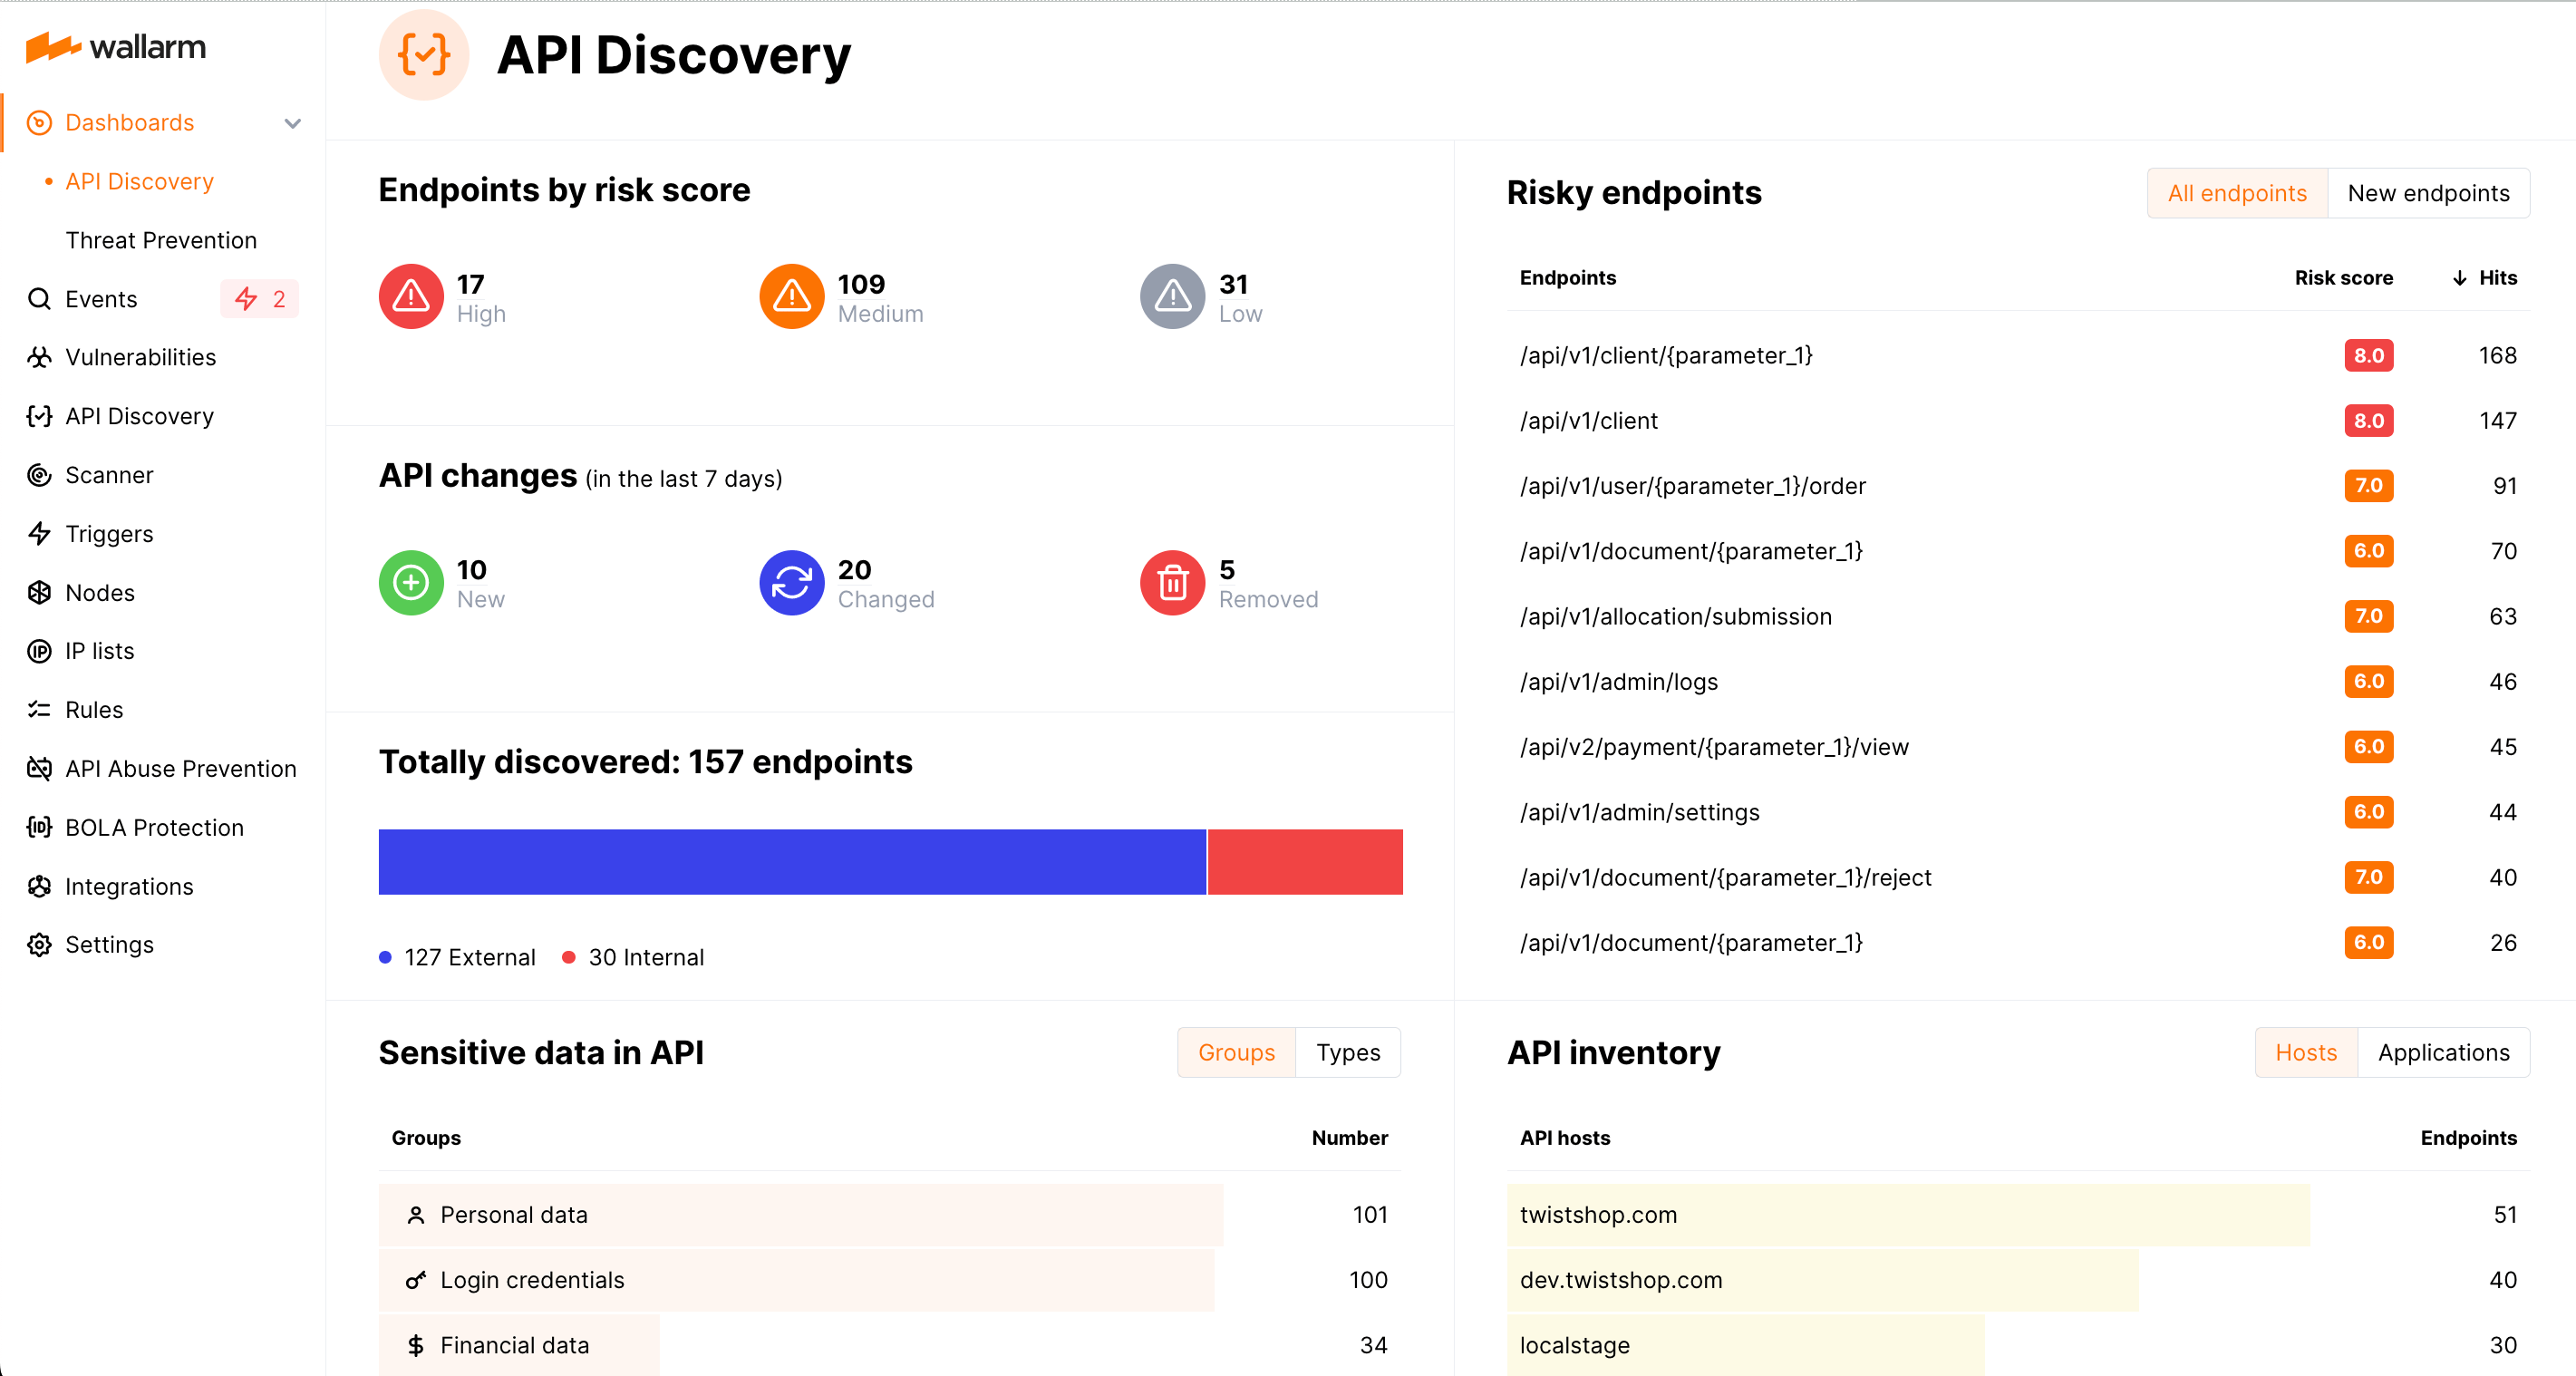 wallarm
Dashboards
API Discovery
Threat Prevention
Events 2
Vulnerabilities
API Discovery
Scanner
Triggers
Nodes
IP lists
Rules
API Abuse Prevention
BOLA Protection
Integrations
Settings
API Discovery
Endpoints by risk score
17
High
109
Medium
31
Low
API changes (in the last 7 days)
10
New
20
Changed
5
Removed
Totally discovered: 157 endpoints
127 External 30 Internal
Risky endpoints All endpoints New endpoints
Endpoints Risk score Hits
/api/v1/client/{parameter_1} 8.0 168
/api/v1/client 8.0 147
/api/v1/user/{parameter_1}/order 7.0 91
/api/v1/document/{parameter_1} 6.0 70
/api/v1/allocation/submission 7.0 63
/api/v1/admin/logs 6.0 46
/api/v2/payment/{parameter_1}/view 6.0 45
/api/v1/admin/settings 6.0 44
/api/v1/document/{parameter_1}/reject 7.0 40
/api/v1/document/{parameter_1} 6.0 26
Sensitive data in API Groups Types
Groups Number
Personal data 101
Login credentials 100
Financial data 34
API inventory Hosts Applications
API hosts Endpoints
twistshop.com 51
dev.twistshop.com 40
localstage 30